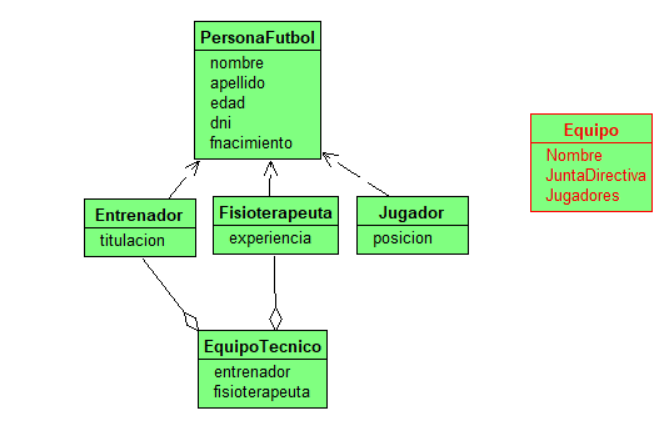 PersonaFutbol
nombre
apellido
edad
dni
fnacimiento
Equipo
Nombre
JuntaDirectiva
Jugadores
Entrenador
titulacion
Fisioterapeuta
experiencia
Jugador
posicion
EquipoTecnico
entrenador
fisioterapeuta